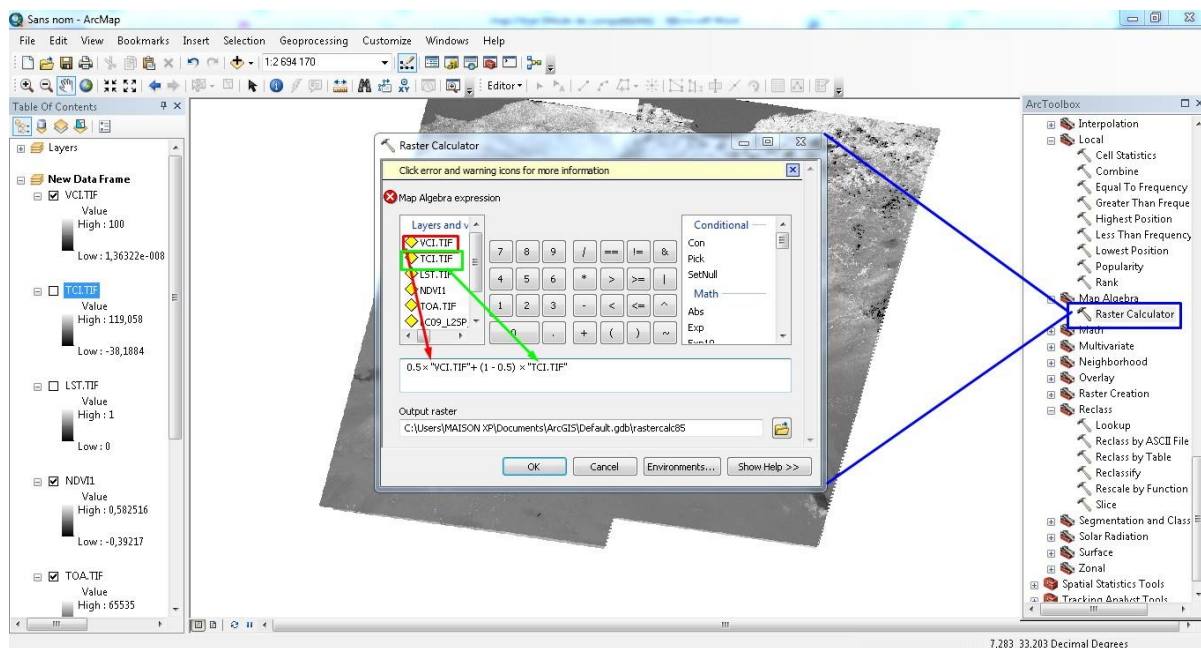 Sans nom - ArcMap
File Edit View Bookmarks Insert Selection Geoprocessing Customize Windows Help
1:2 694 170
Editor
Table Of Contents
Layers
New Data Frame
VCI.TIF
Value
High : 100
Low : 1,36322e-008
TCI.TIF
Value
High : 119,058
Low : -38,1884
LST.TIF
Value
High : 1
Low : 0
NDVI1
Value
High : 0,582516
Low : -0,39217
TOA.TIF
Value
High : 65535
Raster Calculator
Click error and warning icons for more information
Map Algebra expression
Layers and v
VCI.TIF
TCI.TIF
LST.TIF
NDVI1
TOA.TIF
LC09_L2SP_
7 8 9 / == != &
4 5 6 * > >= |
1 2 3 - < <= ^
0 . + ( ) ~
Conditional
Con
Pick
SetNull
Math
Abs
Exp
Exp10
0.5× "VCI.TIF"+ (1 - 0.5) ×"TCI.TIF"
Output raster
C:\Users\MAISON XP\Documents\ArcGIS\Default.gdb\rastercalc85
OK Cancel Environments... Show Help >>
ArcToolbox
Interpolation
Local
Cell Statistics
Combine
Equal To Frequency
Greater Than Freque
Highest Position
Less Than Frequency
Lowest Position
Popularity
Rank
Map Algebra
Raster Calculator
Math
Multivariate
Neighborhood
Overlay
Raster Creation
Reclass
Lookup
Reclass by ASCII File
Reclass by Table
Reclassify
Rescale by Function
Slice
Segmentation and Class
Solar Radiation
Surface
Zonal
Spatial Statistics Tools
Tracking Analyst Tools
7,283 33,203 Decimal Degrees